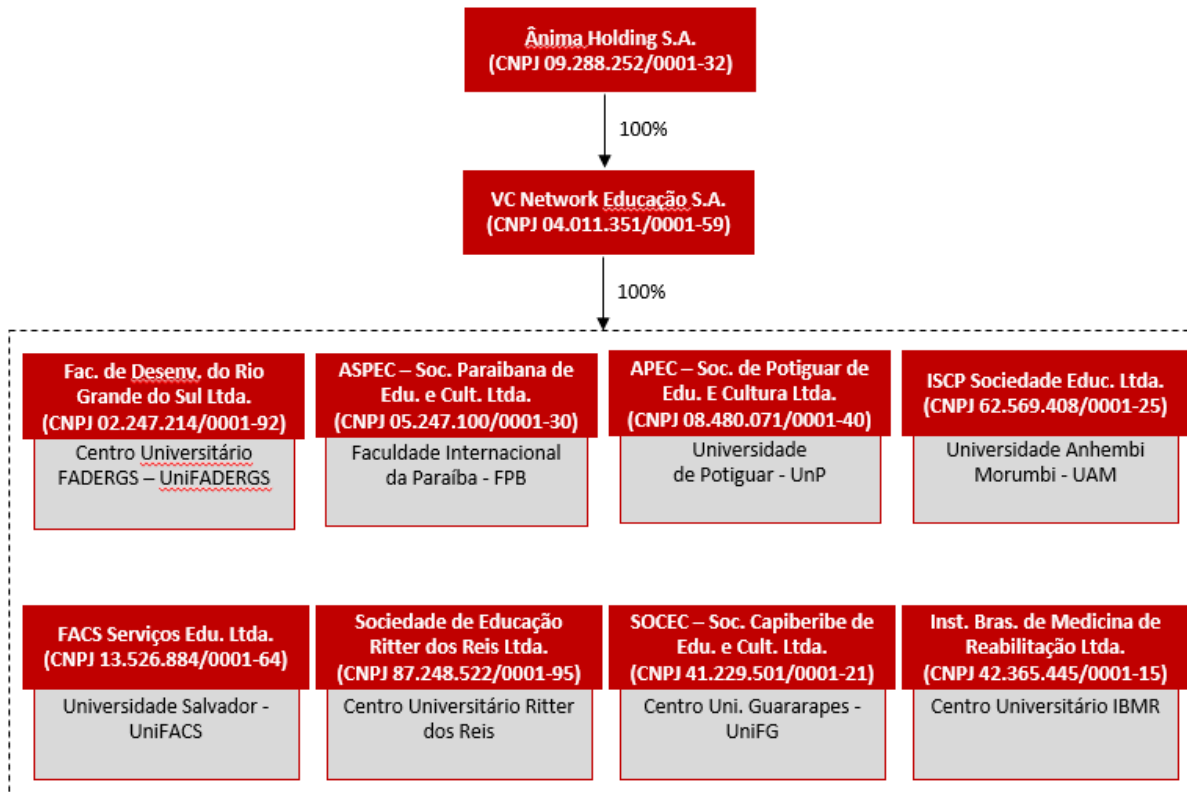 Ânima Holding S.A.
(CNPJ 09.288.252/0001-32)
100%
VC Network Educação S.A.
(CNPJ 04.011.351/0001-59)
100%
Fac. de Desenv. do Rio
Grande do Sul Ltda.
(CNPJ 02.247.214/0001-92)
Centro Universitário
FADERGS – UniFADERGS
ASPEC – Soc. Paraibana de
Edu. e Cult. Ltda.
(CNPJ 05.247.100/0001-30)
Faculdade Internacional
da Paraíba - FPB
APEC – Soc. de Potiguar de
Edu. E Cultura Ltda.
(CNPJ 08.480.071/0001-40)
Universidade
de Potiguar - UnP
ISCP Sociedade Educ. Ltda.
(CNPJ 62.569.408/0001-25)
Universidade Anhembi
Morumbi - UAM
FACS Serviços Edu. Ltda.
(CNPJ 13.526.884/0001-64)
Universidade Salvador -
UniFACS
Sociedade de Educação
Ritter dos Reis Ltda.
(CNPJ 87.248.522/0001-95)
Centro Universitário Ritter
dos Reis
SOCEC – Soc. Capiberibe de
Edu. e Cult. Ltda.
(CNPJ 41.229.501/0001-21)
Centro Uni. Guararapes -
UniFG
Inst. Bras. de Medicina de
Reabilitação Ltda.
(CNPJ 42.365.445/0001-15)
Centro Universitário IBMR